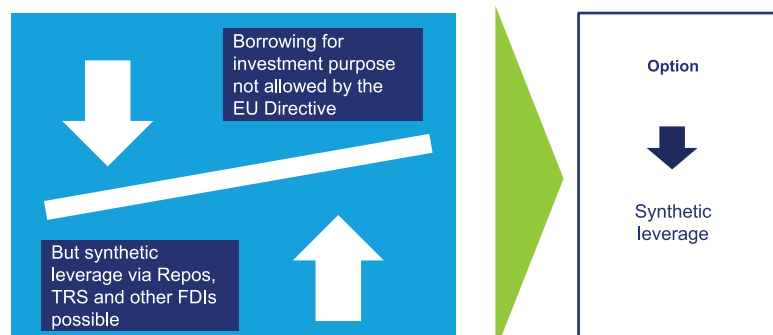 Borrowing for
investment purpose
not allowed by the
EU Directive
But synthetic
leverage via Repos,
TRS and other FDIs
possible
Option
Synthetic
leverage